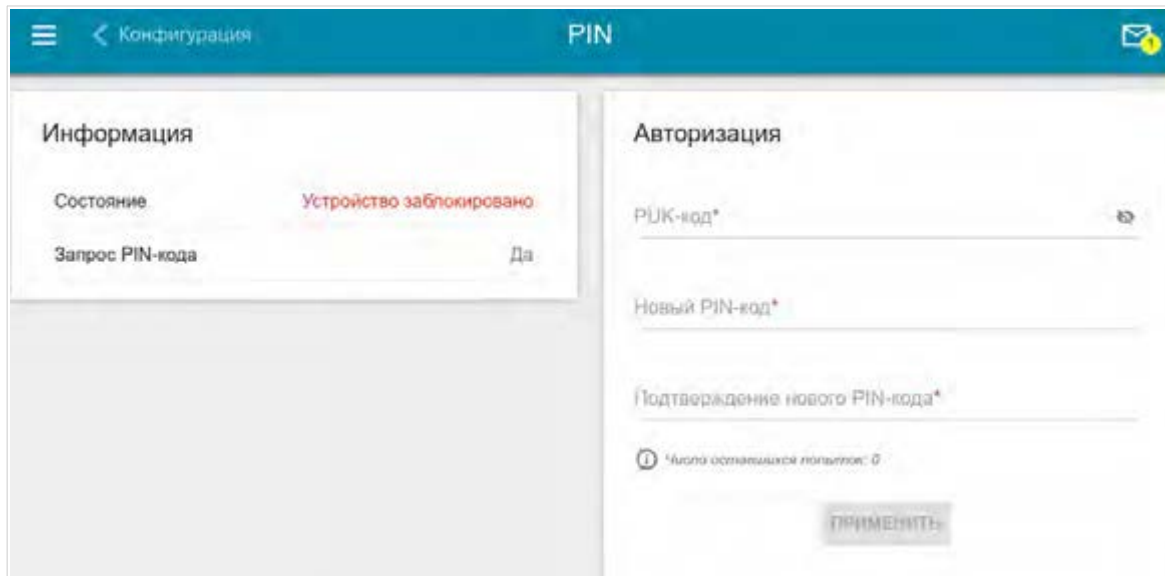 Конфигурация
PIN
1
Информация
Состояние Устройство заблокировано
Запрос PIN-кода Да
Авторизация
PUK-код*
Новый PIN-код*
Подтверждение нового PIN-кода*
Число оставшихся попыток: 0
ПРИМЕНИТЬ